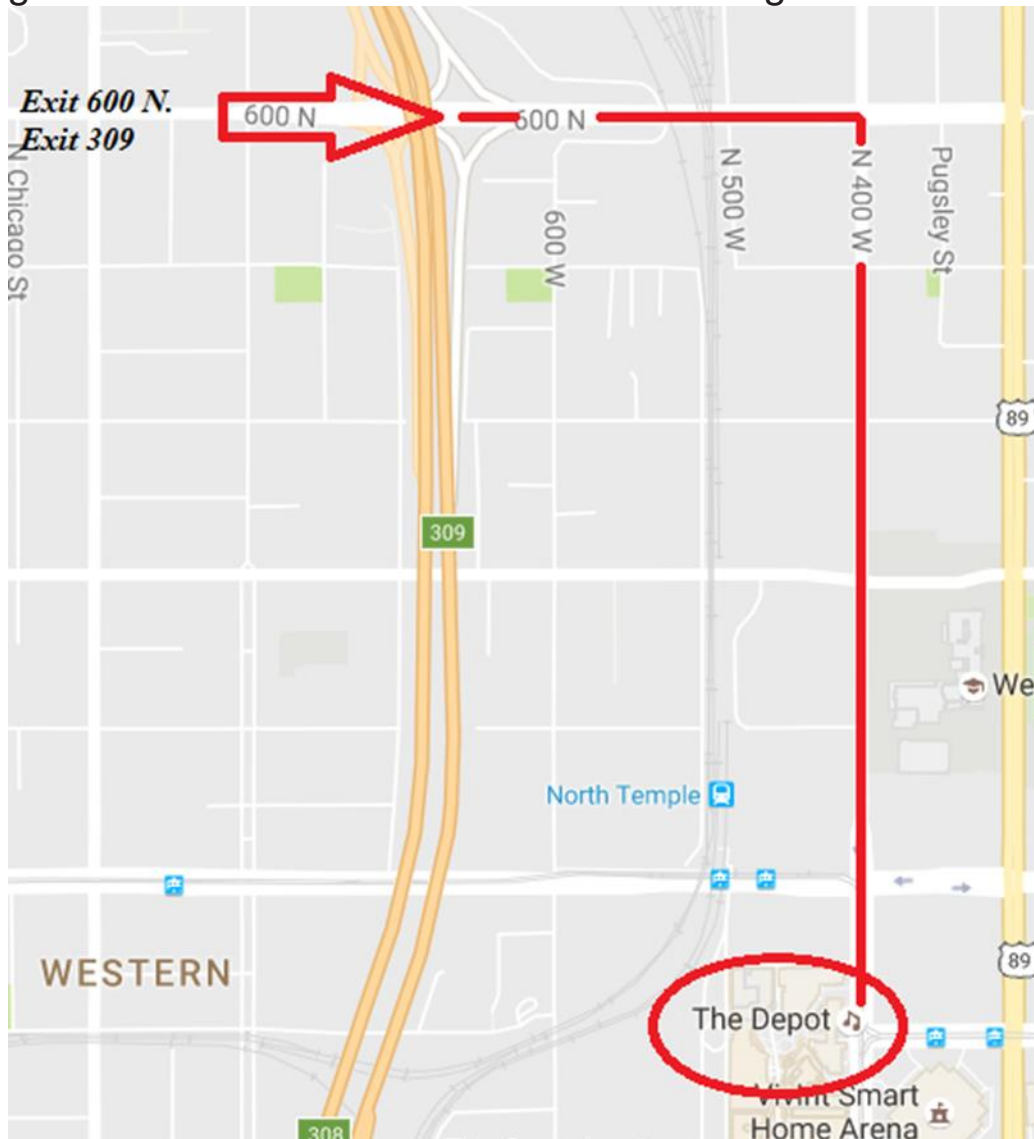 Exit 600 N.
Exit 309
600 N
600 N
N Chicago St
600 W
N 500 W
N 400 W
Pugsley St
89
309
We
North Temple
WESTERN
89
The Depot
Vivint Smart
Home Arena
308